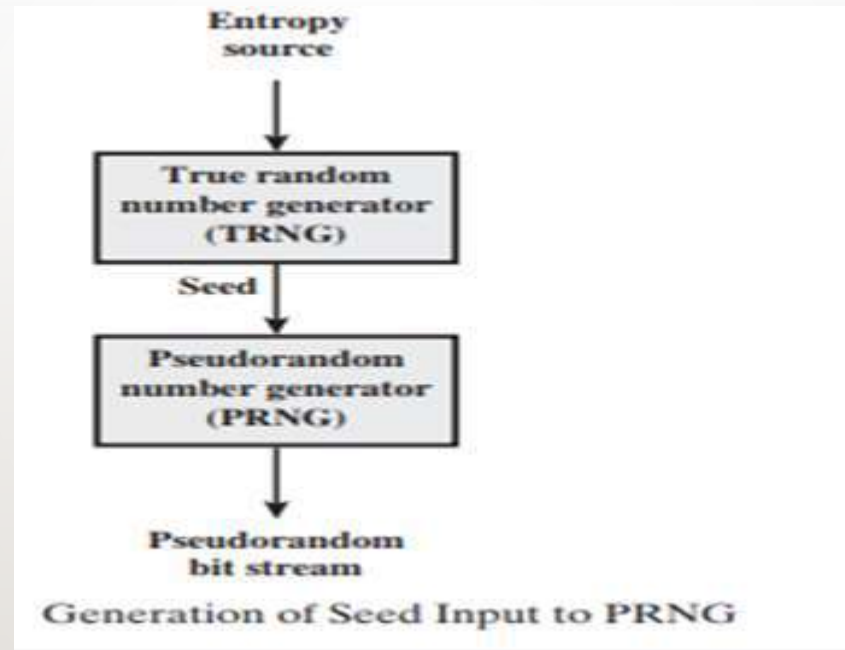 Entropy
source
True random
number generator
(TRNG)
Seed
Pseudorandom
number generator
(PRNG)
Pseudorandom
bit stream
Generation of Seed Input to PRNG